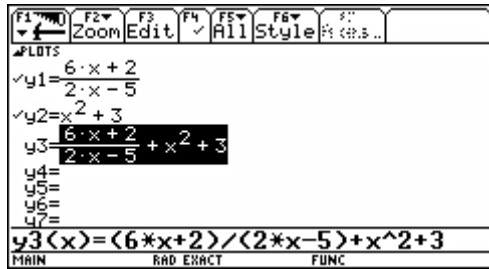 F1 F2 F3 F4 F5 F6
Zoom Edit ✓ All Style
PLOTS
✓y1=(6·x + 2)/(2·x - 5)
✓y2=x² + 3
y3=(6·x + 2)/(2·x - 5) + x² + 3
y4=
y5=
y6=
y7=
y3(x)=(6*x+2)/(2*x-5)+x^2+3
MAIN RAD EXACT FUNC